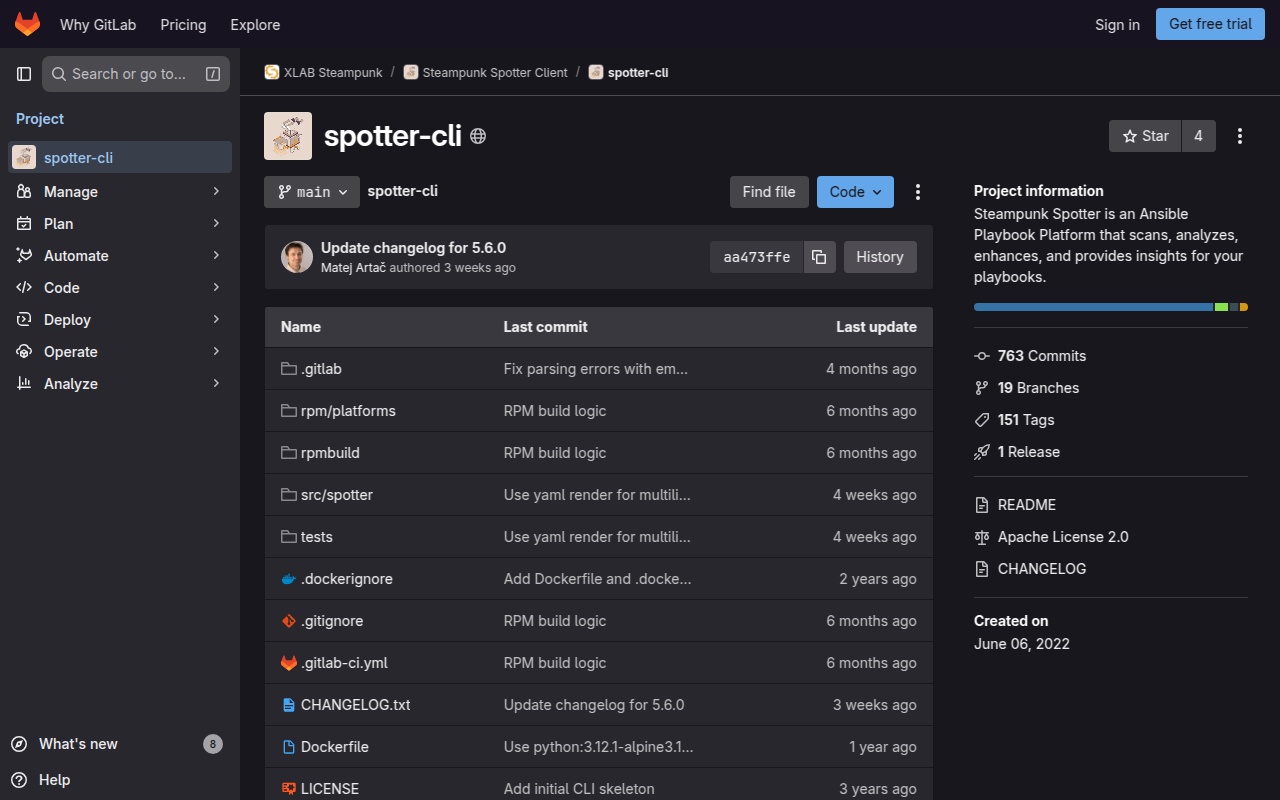 Why GitLab
Pricing
Explore
Sign in
Get free trial
Search or go to... /
XLAB Steampunk / Steampunk Spotter Client / spotter-cli
Project
spotter-cli
Manage
Plan
Automate
Code
Deploy
Operate
Analyze
What's new 8
Help
spotter-cli
Star 4
main
spotter-cli
Find file
Code
Update changelog for 5.6.0
Matej Artač authored 3 weeks ago
aa473ffe
History
Name Last commit Last update
.gitlab Fix parsing errors with em... 4 months ago
rpm/platforms RPM build logic 6 months ago
rpmbuild RPM build logic 6 months ago
src/spotter Use yaml render for multili... 4 weeks ago
tests Use yaml render for multili... 4 weeks ago
.dockerignore Add Dockerfile and .docke... 2 years ago
.gitignore RPM build logic 6 months ago
.gitlab-ci.yml RPM build logic 6 months ago
CHANGELOG.txt Update changelog for 5.6.0 3 weeks ago
Dockerfile Use python:3.12.1-alpine3.1... 1 year ago
LICENSE Add initial CLI skeleton 3 years ago
Project information
Steampunk Spotter is an Ansible
Playbook Platform that scans, analyzes,
enhances, and provides insights for your
playbooks.
763 Commits
19 Branches
151 Tags
1 Release
README
Apache License 2.0
CHANGELOG
Created on
June 06, 2022